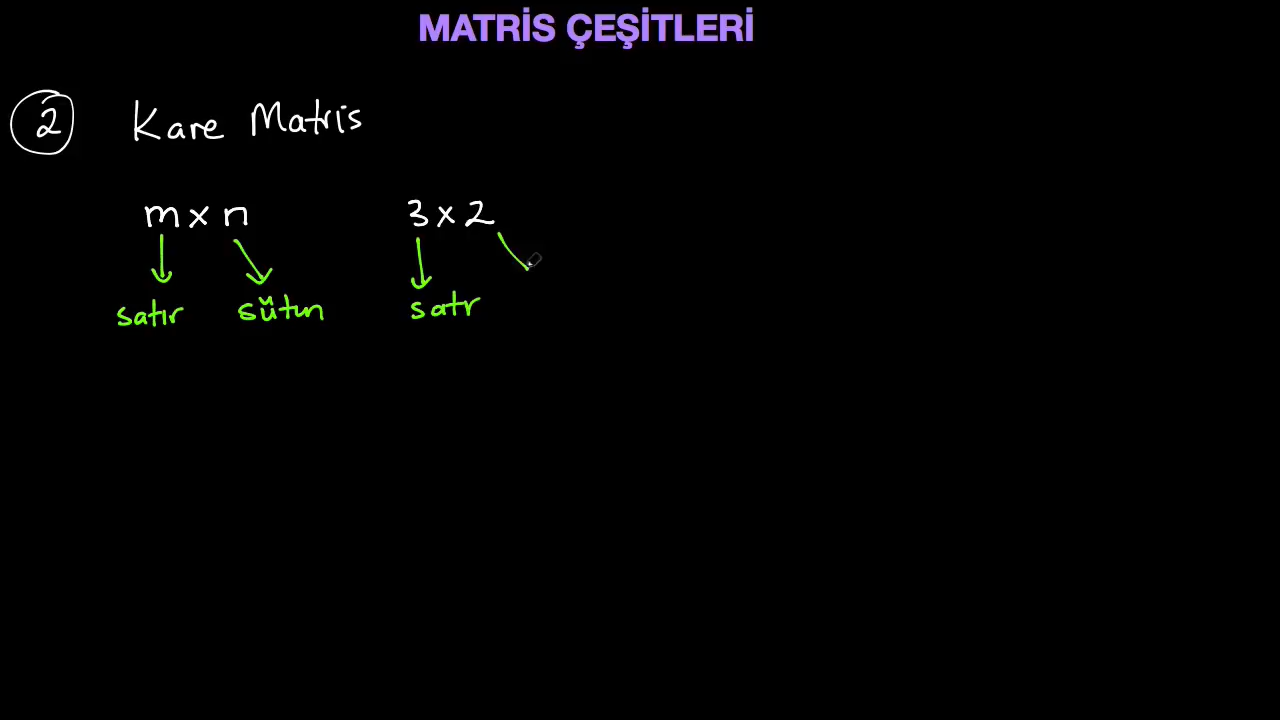 MATRİS ÇEŞİTLERİ
2 Kare Matris
m x n 3 x 2
satır sütun satr